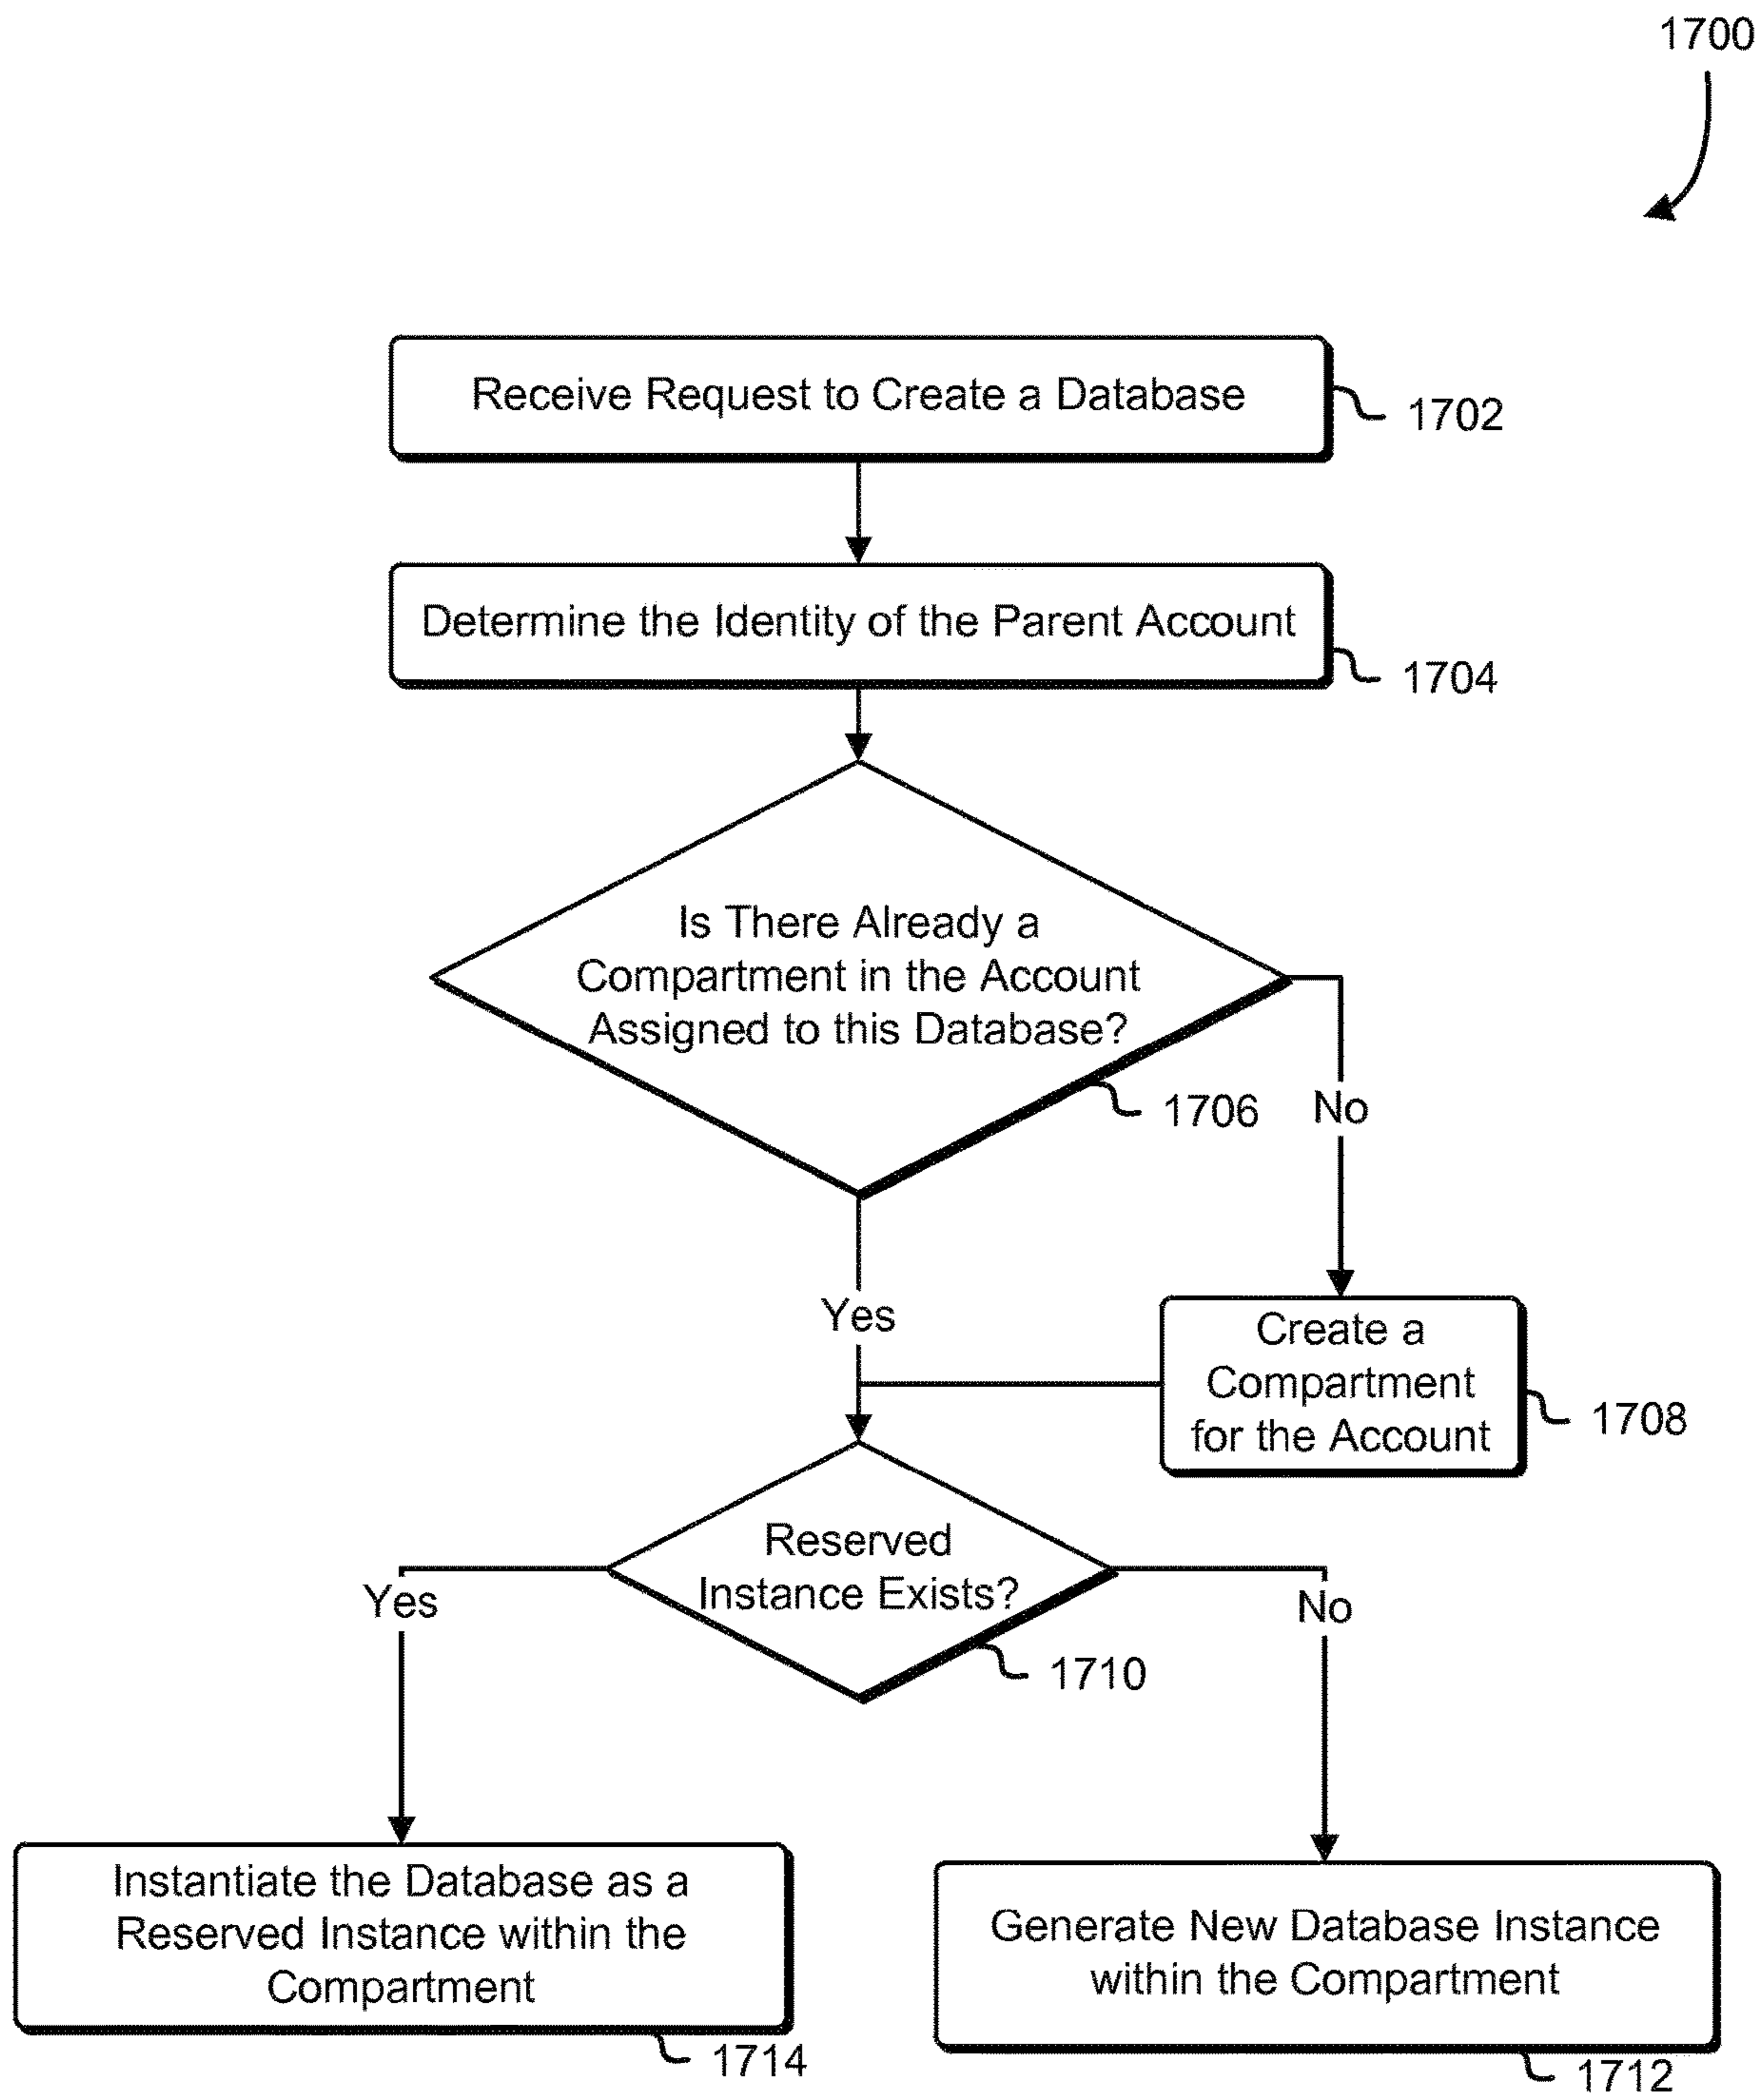 1700
Receive Request to Create a Database
1702
Determine the Identity of the Parent Account
1704
Is There Already a
Compartment in the Account
Assigned to this Database?
1706
No
Yes
Create a
Compartment
for the Account
1708
Reserved
Instance Exists?
1710
Yes
No
Instantiate the Database as a
Reserved Instance within the
Compartment
1714
Generate New Database Instance
within the Compartment
1712